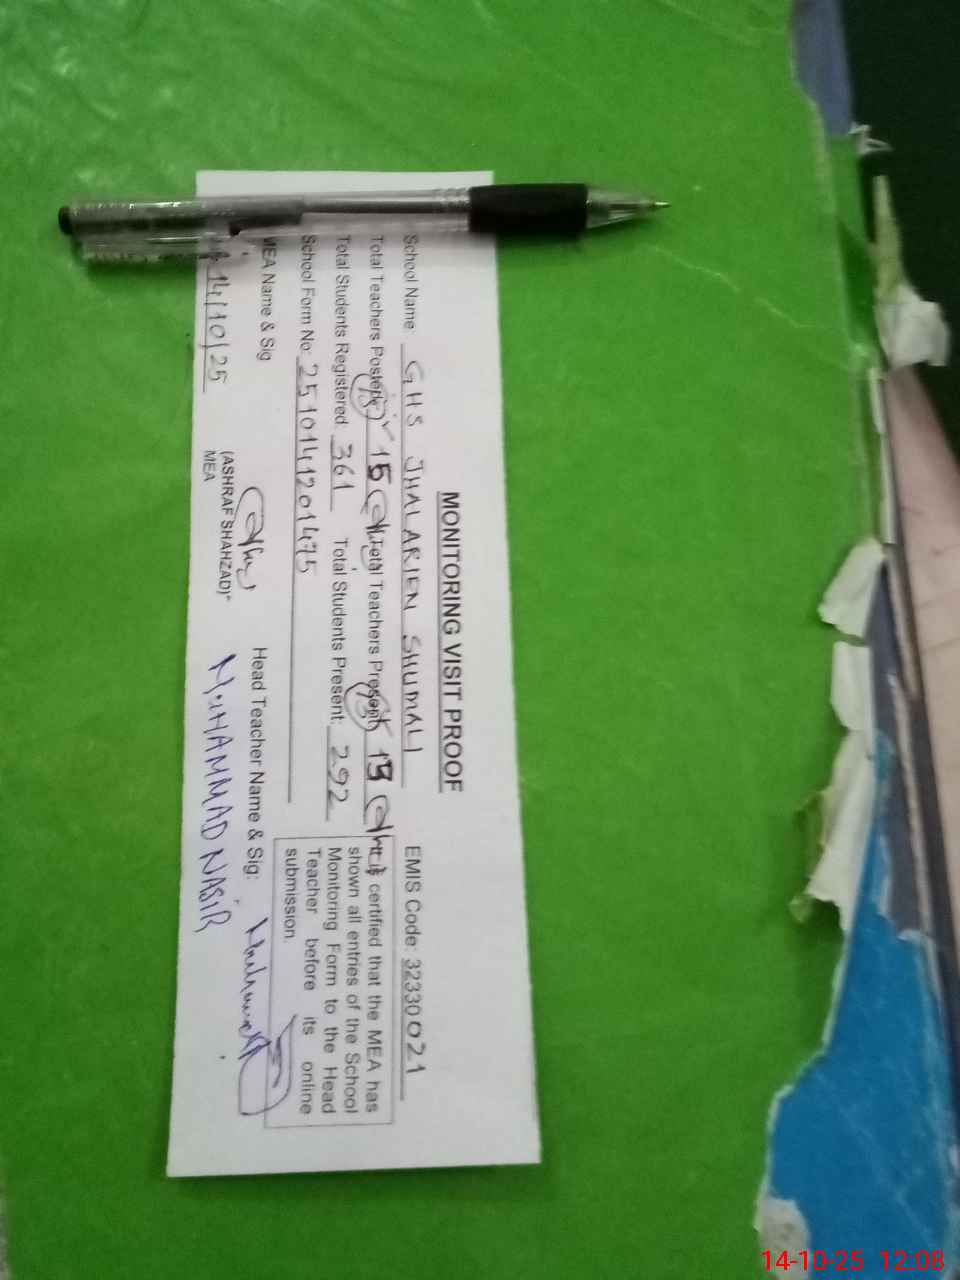 MONITORING VISIT PROOF
School Name: GHS JHALARIEN SHUMALI EMIS Code: 32330021
Total Teachers Posted: 15 15 Total Teachers Present: 13 13
Total Students Registered: 361 Total Students Present: 292
School Form No: 2510141201475
certified that the MEA has
shown all entries of the School
Monitoring Form to the Head
Teacher before its online
submission.
MEA Name & Sig
(ASHRAF SHAHZAD)
MEA
Head Teacher Name & Sig:
MUHAMMAD NASIR
14/10/25
14-10-25 12:08